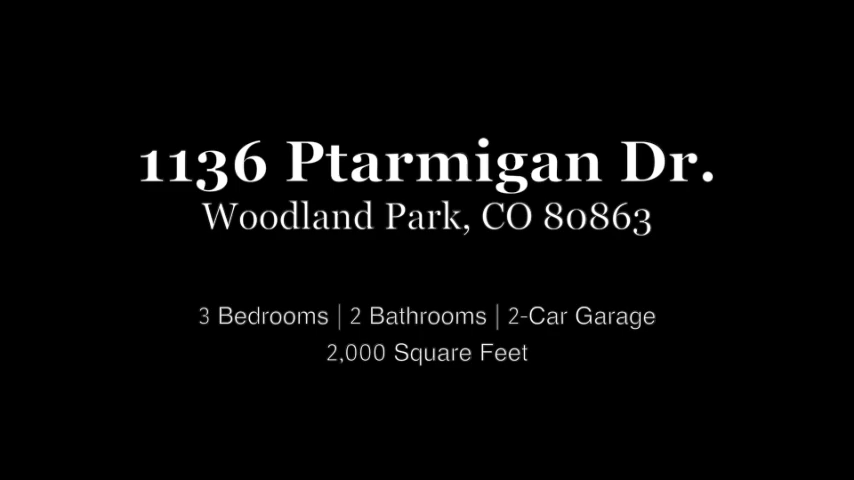 1136 Ptarmigan Dr.
Woodland Park, CO 80863
3 Bedrooms | 2 Bathrooms | 2-Car Garage
2,000 Square Feet